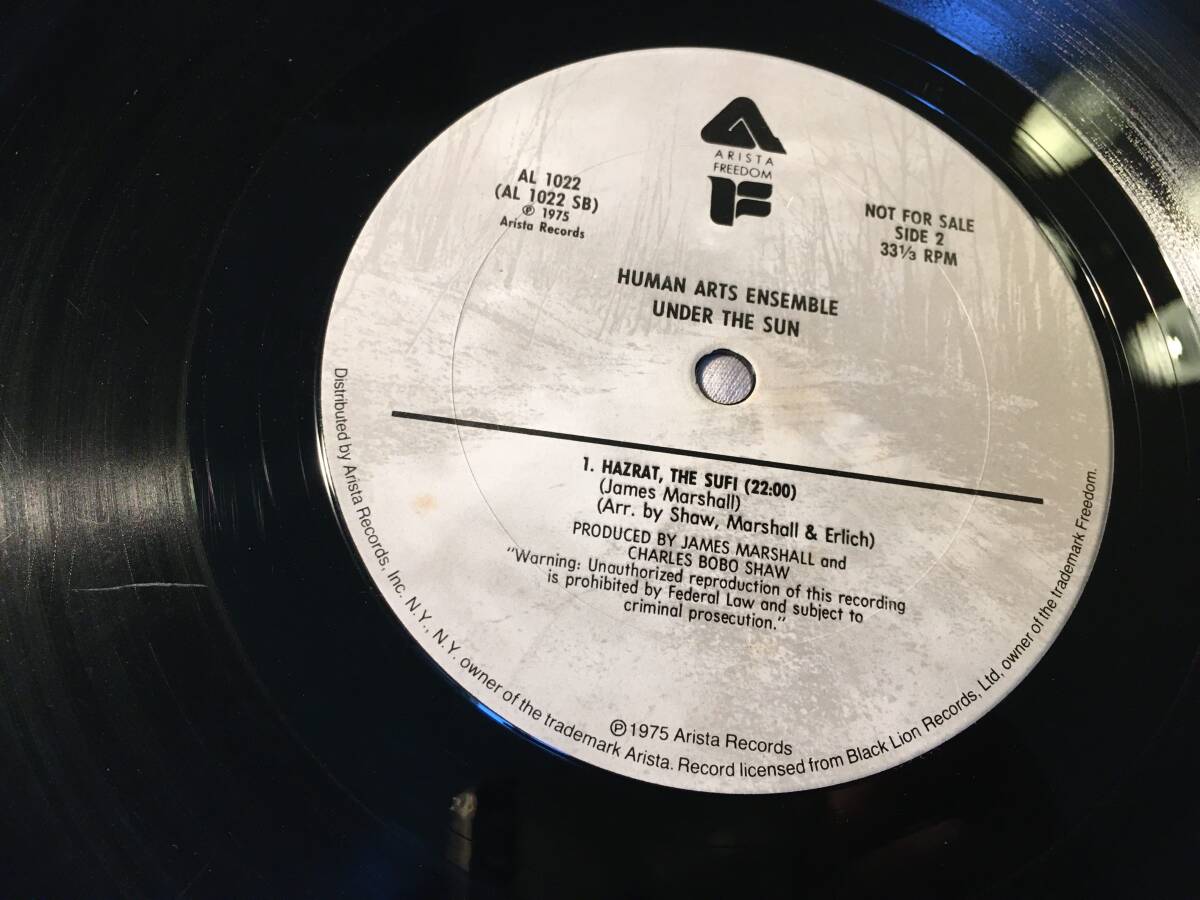 ARISTA
FREEDOM
AL 1022
(AL 1022 SB)
℗ 1975
Arista Records
NOT FOR SALE
SIDE 2
33⅓ RPM
HUMAN ARTS ENSEMBLE
UNDER THE SUN
1. HAZRAT, THE SUFI (22:00)
(James Marshall)
(Arr. by Shaw, Marshall & Erlich)
PRODUCED BY JAMES MARSHALL and
CHARLES BOBO SHAW
"Warning: Unauthorized reproduction of this recording
is prohibited by Federal Law and subject to
criminal prosecution."
℗1975 Arista Records
Distributed by Arista Records, Inc. N.Y., N.Y. owner of the trademark Arista. Record licensed from Black Lion Records, Ltd, owner of the trademark Freedom.